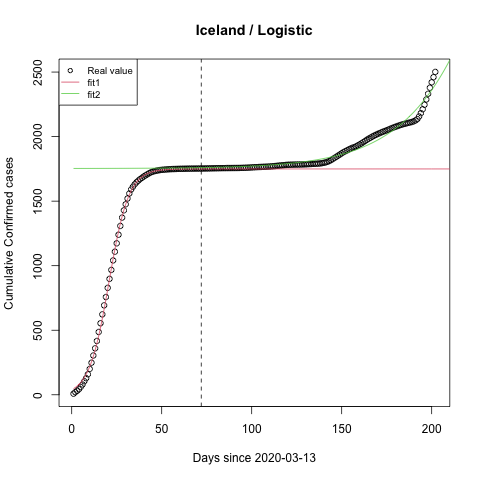 Iceland / Logistic
Real value
fit1
fit2
Cumulative Confirmed cases
0
500
1000
1500
2000
2500
0 50 100 150 200
Days since 2020-03-13